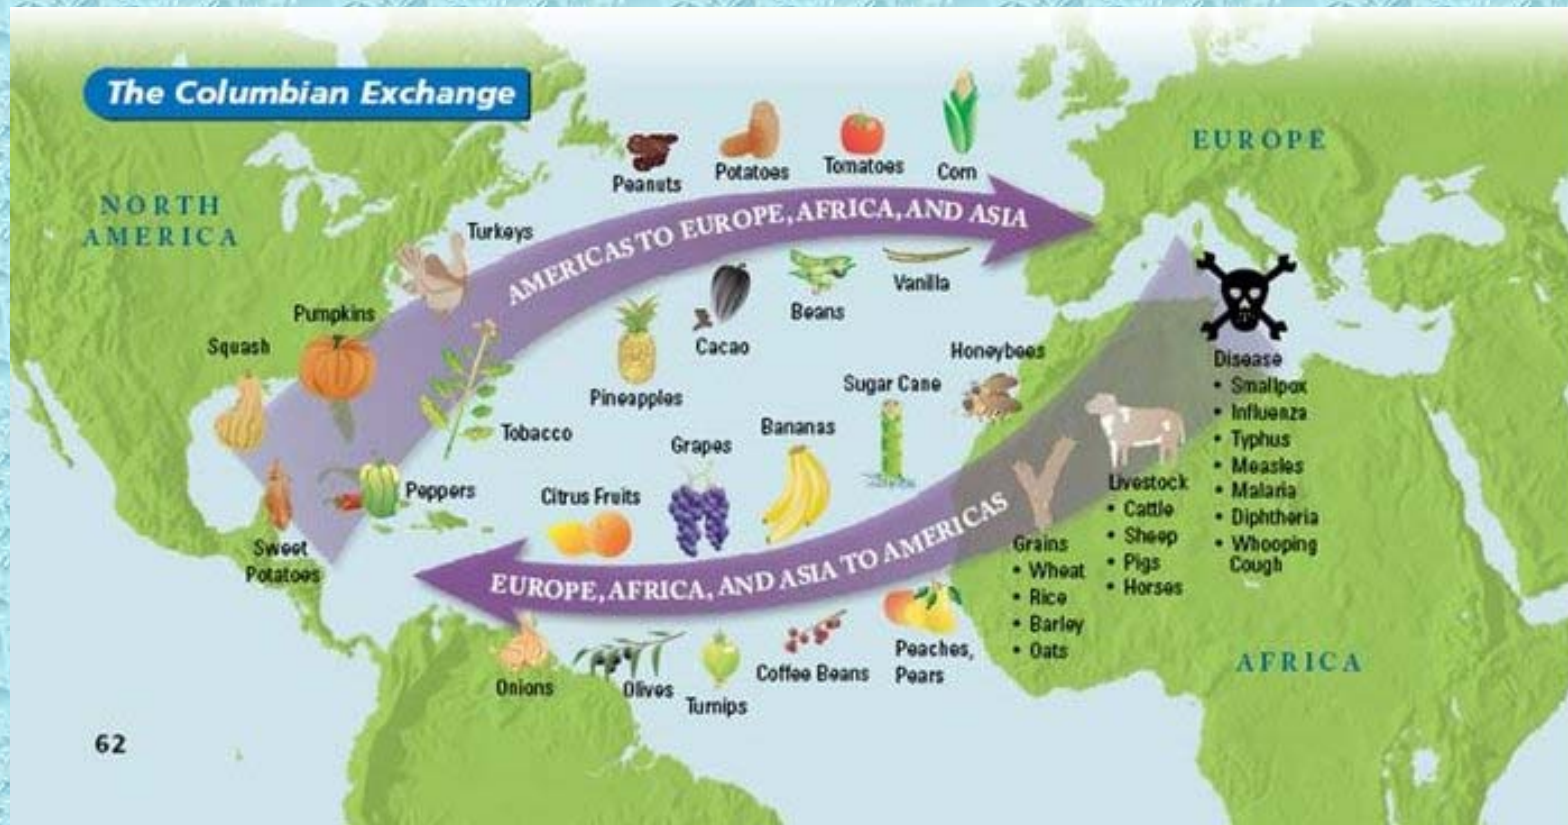 The Columbian Exchange
NORTH
AMERICA
EUROPE
AFRICA
Peanuts
Potatoes
Tomatoes
Corn
Turkeys
AMERICAS TO EUROPE, AFRICA, AND ASIA
Pumpkins
Squash
Tobacco
Pineapples
Cacao
Beans
Vanilla
Peppers
Sweet
Potatoes
Honeybees
Sugar Cane
Bananas
Grapes
Citrus Fruits
EUROPE, AFRICA, AND ASIA TO AMERICAS
Onions
Olives
Turnips
Coffee Beans
Peaches,
Pears
Grains
• Wheat
• Rice
• Barley
• Oats
Livestock
• Cattle
• Sheep
• Pigs
• Horses
Disease
• Smallpox
• Influenza
• Typhus
• Measles
• Malaria
• Diphtheria
• Whooping
Cough
62